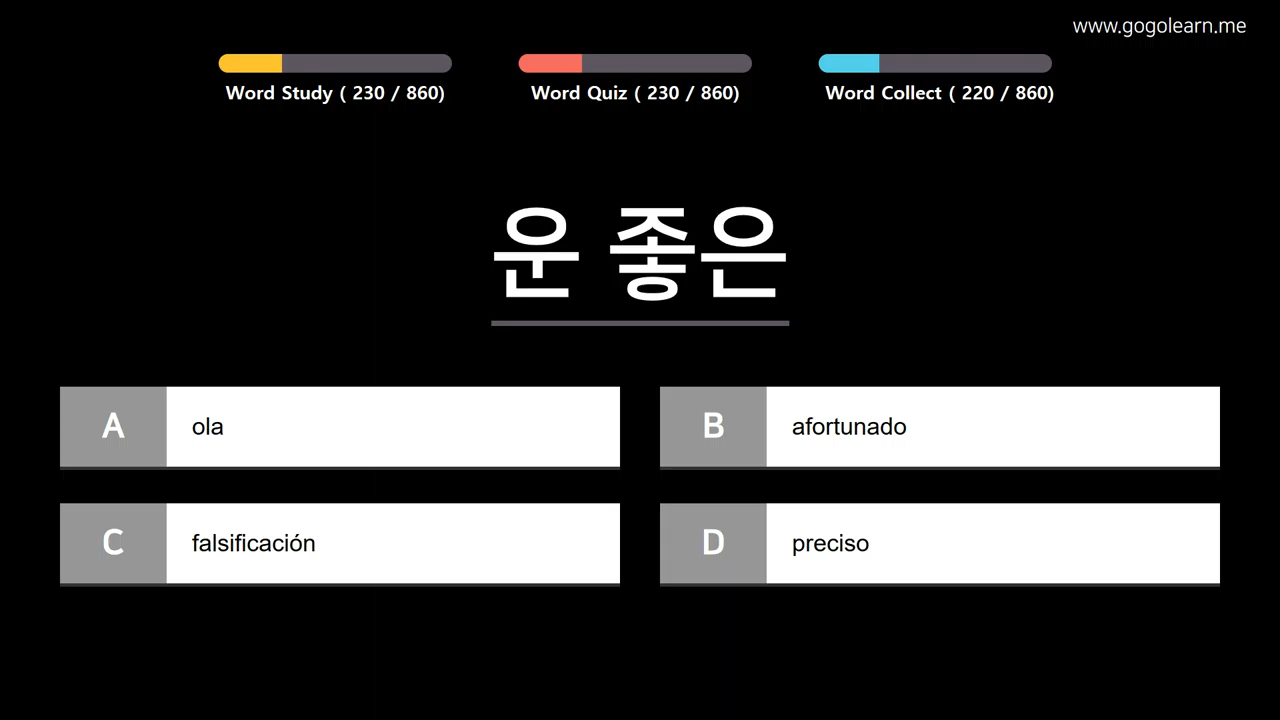 www.gogolearn.me
Word Study ( 230 / 860)
Word Quiz ( 230 / 860)
Word Collect ( 220 / 860)
운 좋은
A
ola
B
afortunado
C
falsificación
D
preciso